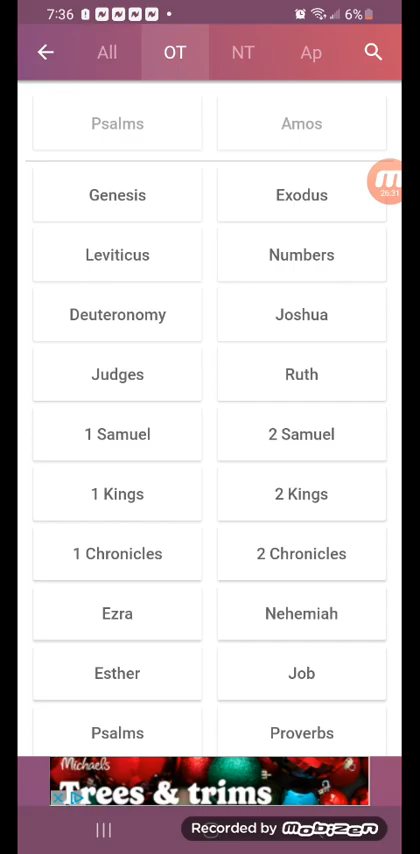 7:36 6%
All OT NT Ap
Psalms Amos
Genesis Exodus
26:31
Leviticus Numbers
Deuteronomy Joshua
Judges Ruth
1 Samuel 2 Samuel
1 Kings 2 Kings
1 Chronicles 2 Chronicles
Ezra Nehemiah
Esther Job
Psalms Proverbs
Michaels
Trees & trims
Recorded by mobizen